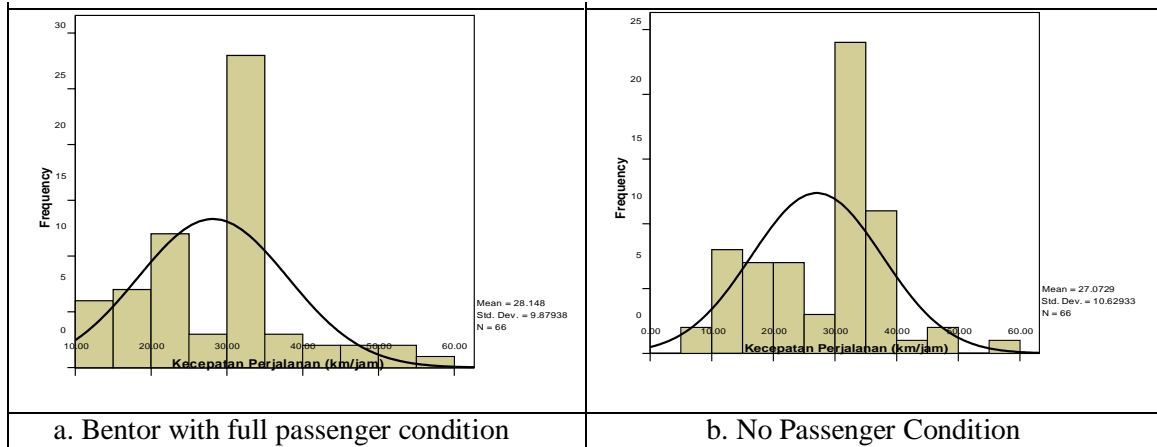 30
25
20
15
10
5
0
Frequency
10.00 20.00 30.00 40.00 50.00 60.00
Kecepatan Perjalanan (km/jam)
Mean = 28.148
Std. Dev. = 9.87938
N = 66
a. Bentor with full passenger condition
25
20
15
10
5
0
Frequency
0.00 10.00 20.00 30.00 40.00 50.00 60.00
Kecepatan Perjalanan (km/jam)
Mean = 27.0729
Std. Dev. = 10.62933
N = 66
b. No Passenger Condition